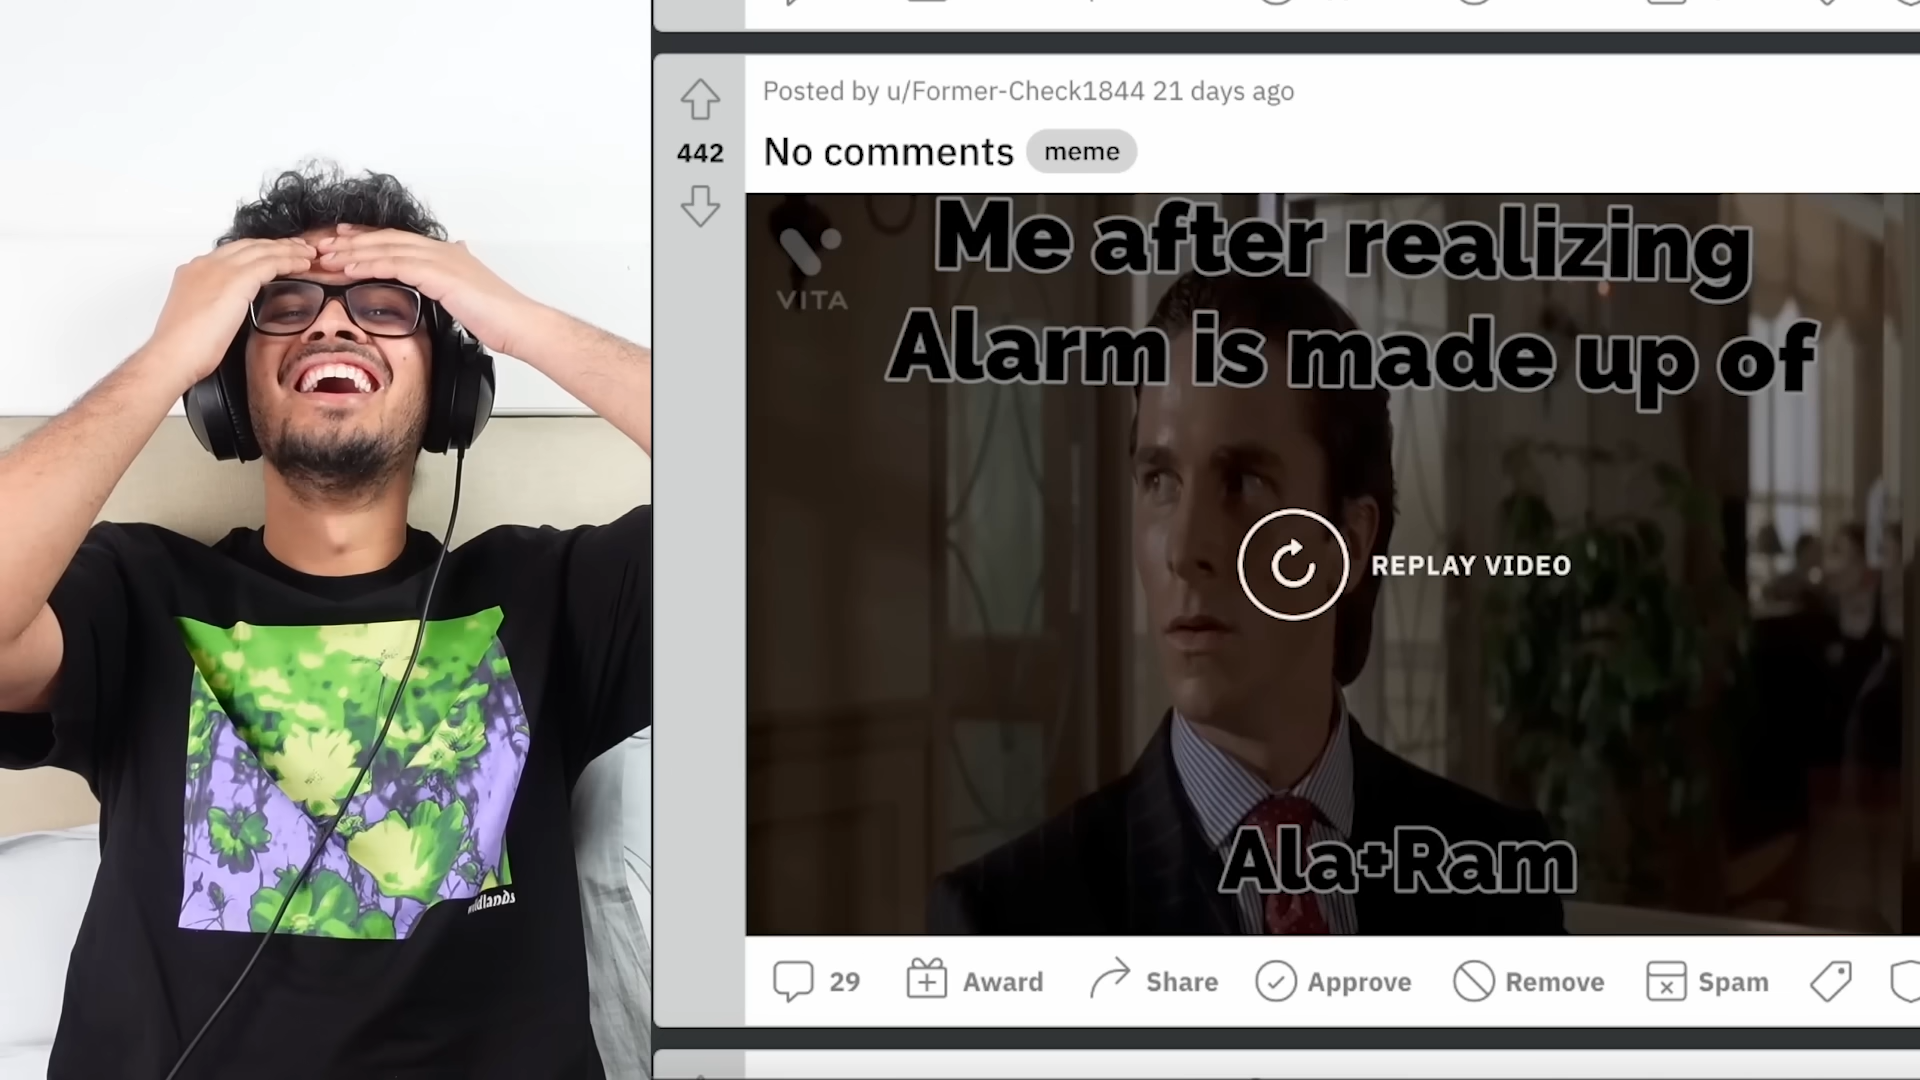 Posted by u/Former-Check1844 21 days ago
442
No comments meme
Me after realizing
VITA
Alarm is made up of
REPLAY VIDEO
Ala+Ram
29 Award Share Approve Remove Spam